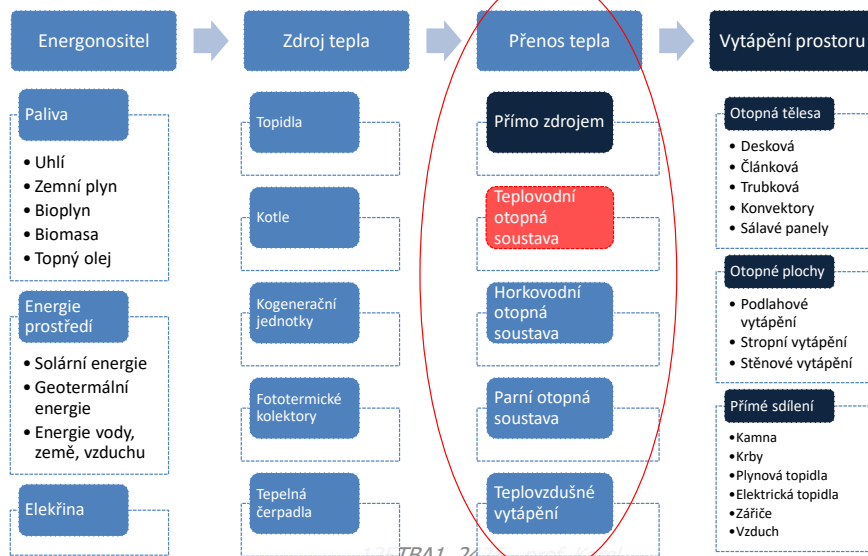 Energonositel
Zdroj tepla
Přenos tepla
Vytápění prostoru
Paliva
• Uhlí
• Zemní plyn
• Bioplyn
• Biomasa
• Topný olej
Energie
prostředí
• Solární energie
• Geotermální
energie
• Energie vody,
země, vzduchu
Elekřina
Topidla
Kotle
Kogenerační
jednotky
Fototermické
kolektory
Tepelná
čerpadla
Přímo zdrojem
Teplovodní
otopná
soustava
Horkovodní
otopná
soustava
Parní otopná
soustava
Teplovzdušné
vytápění
Otopná tělesa
• Desková
• Článková
• Trubková
• Konvektory
• Sálavé panely
Otopné plochy
• Podlahové
vytápění
• Stropní vytápění
• Stěnové vytápění
Přímé sdílení
•Kamna
•Krby
•Plynová topidla
•Elektrická topidla
•Zářiče
•Vzduch